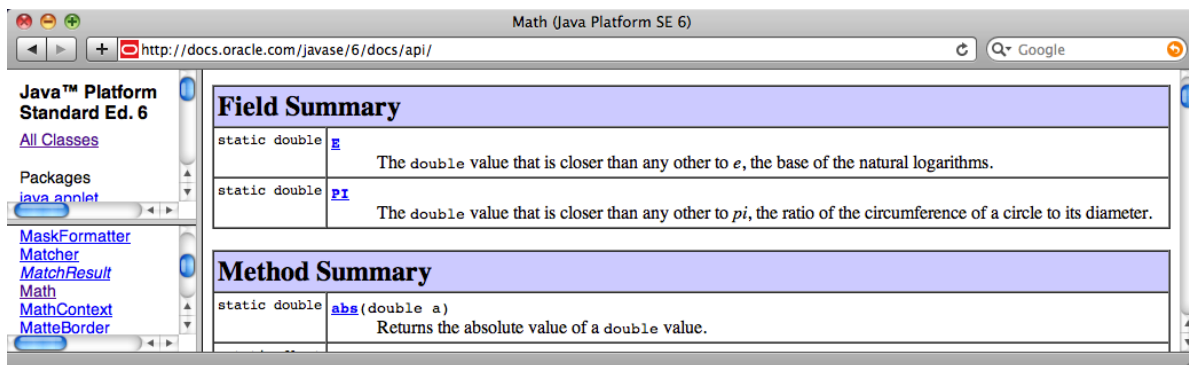 Math (Java Platform SE 6)
http://docs.oracle.com/javase/6/docs/api/
Google
Java™ Platform
Standard Ed. 6
All Classes
Packages
java.applet
MaskFormatter
Matcher
MatchResult
Math
MathContext
MatteBorder
Field Summary
static double E
The double value that is closer than any other to e, the base of the natural logarithms.
static double PI
The double value that is closer than any other to pi, the ratio of the circumference of a circle to its diameter.
Method Summary
static double abs(double a)
Returns the absolute value of a double value.